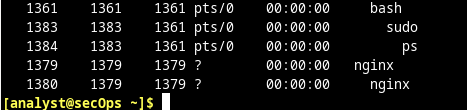 1361 1361 1361 pts/0 00:00:00 bash
1383 1383 1361 pts/0 00:00:00 sudo
1384 1383 1361 pts/0 00:00:00 ps
1379 1379 1379 ? 00:00:00 nginx
1380 1379 1379 ? 00:00:00 nginx
[analyst@secOps ~]$